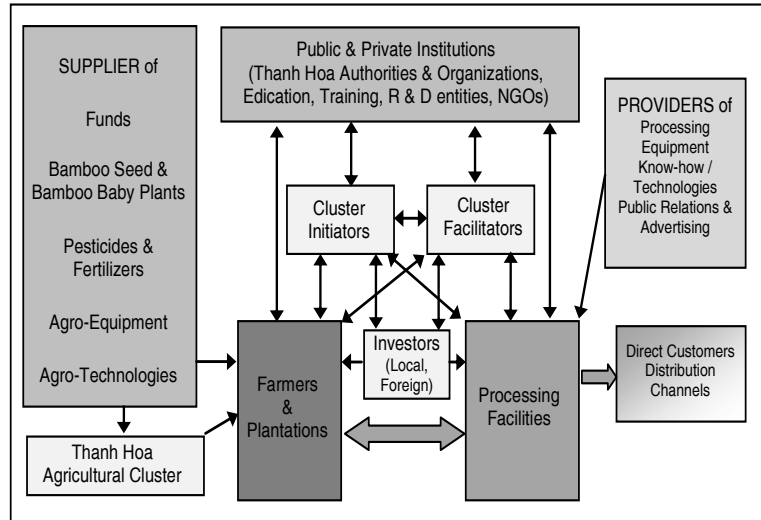 SUPPLIER of
Funds
Bamboo Seed &
Bamboo Baby Plants
Pesticides &
Fertilizers
Agro-Equipment
Agro-Technologies
Thanh Hoa
Agricultural Cluster
Public & Private Institutions
(Thanh Hoa Authorities & Organizations,
Edication, Training, R & D entities, NGOs)
Cluster
Initiators
Cluster
Facilitators
Investors
(Local,
Foreign)
Farmers
&
Plantations
Processing
Facilities
PROVIDERS of
Processing
Equipment
Know-how /
Technologies
Public Relations &
Advertising
Direct Customers
Distribution
Channels